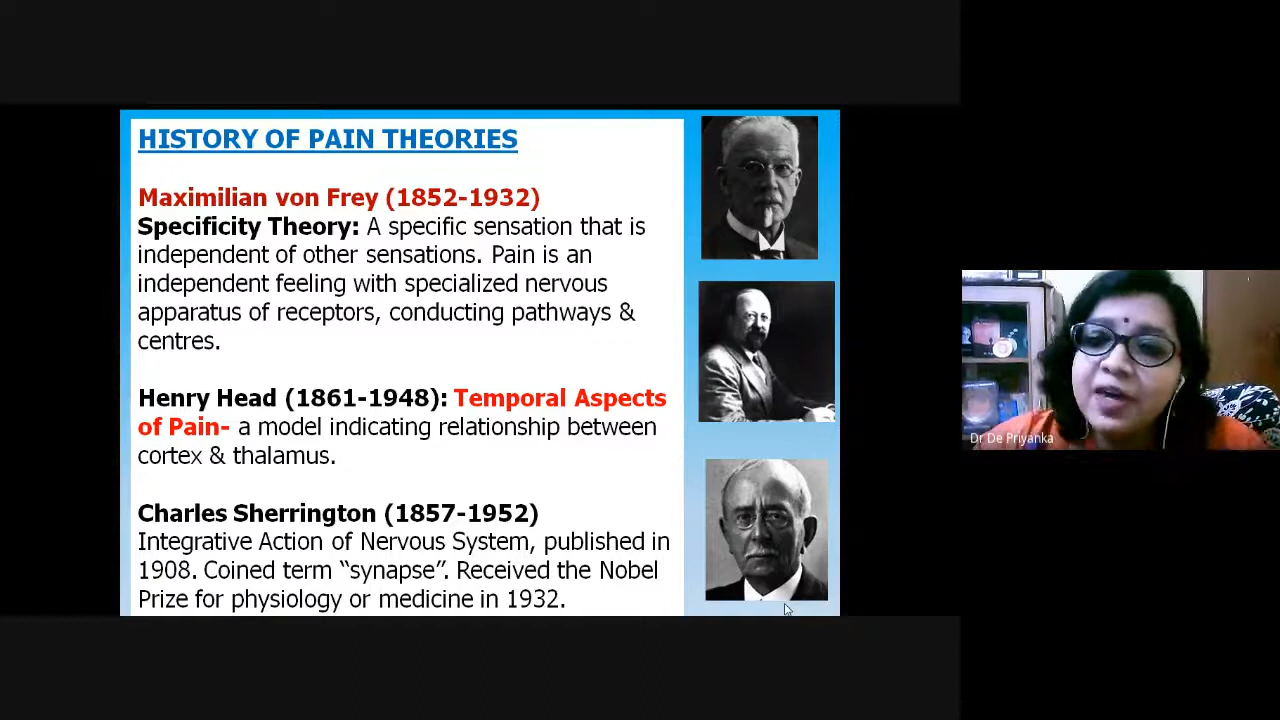 HISTORY OF PAIN THEORIES
Maximilian von Frey (1852-1932)
Specificity Theory: A specific sensation that is
independent of other sensations. Pain is an
independent feeling with specialized nervous
apparatus of receptors, conducting pathways &
centres.
Henry Head (1861-1948): Temporal Aspects
of Pain- a model indicating relationship between
cortex & thalamus.
Charles Sherrington (1857-1952)
Integrative Action of Nervous System, published in
1908. Coined term “synapse”. Received the Nobel
Prize for physiology or medicine in 1932.
Dr De Priyanka